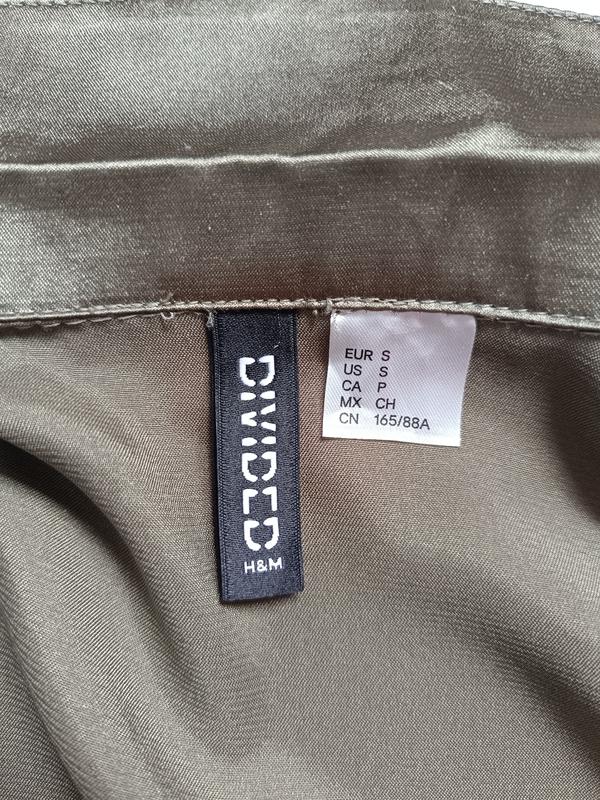 DIVIDED
H&M
EUR S
US S
CA P
MX CH
CN 165/88A